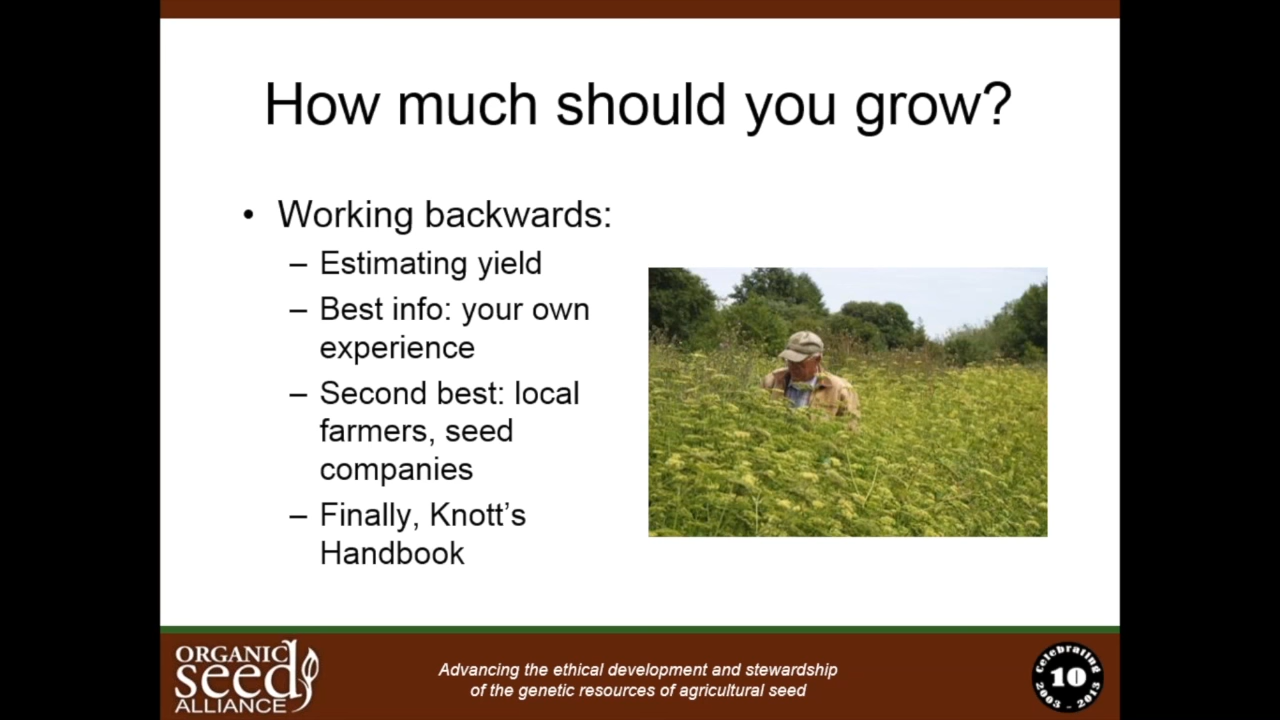 How much should you grow?
• Working backwards:
– Estimating yield
– Best info: your own
experience
– Second best: local
farmers, seed
companies
– Finally, Knott’s
Handbook
ORGANIC
seed
ALLIANCE
Advancing the ethical development and stewardship
of the genetic resources of agricultural seed
Celebrating
10
2003 - 2013